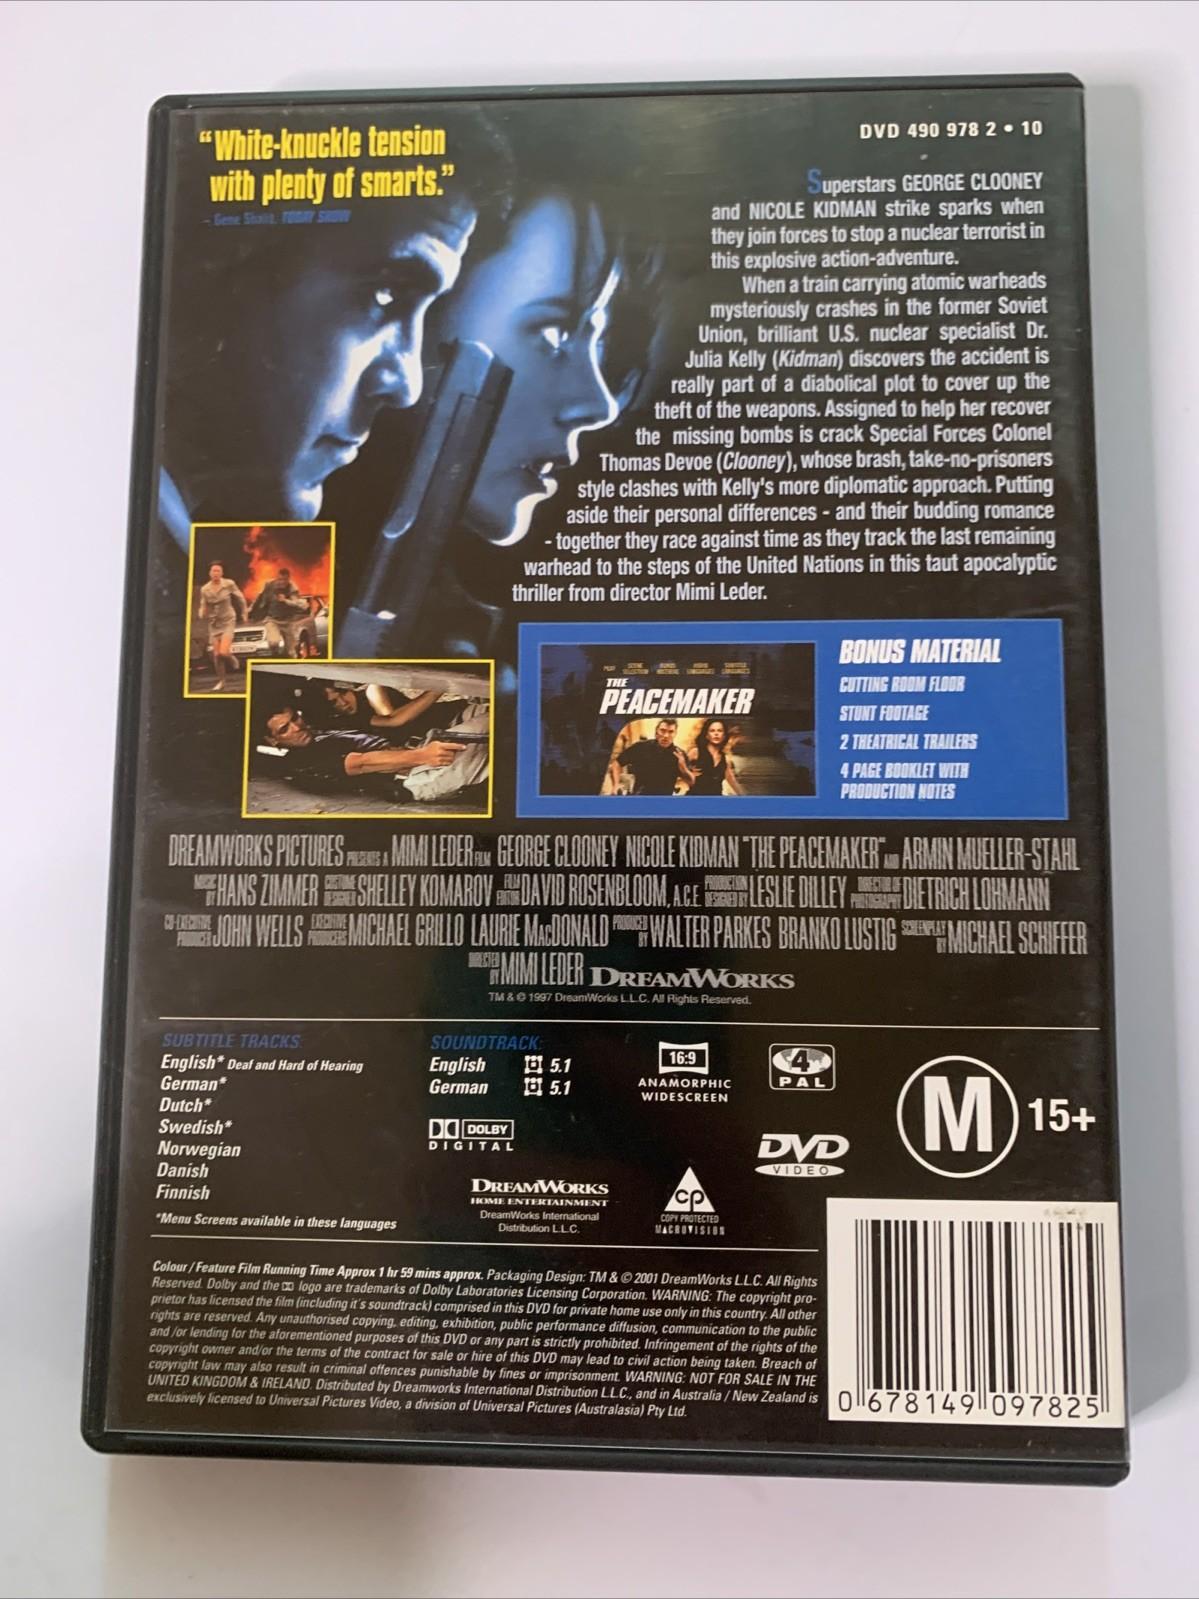 “White-knuckle tension
with plenty of smarts.”
- Gene Shalit, TODAY SHOW
DVD 490 978 2 • 10
Superstars GEORGE CLOONEY
and NICOLE KIDMAN strike sparks when
they join forces to stop a nuclear terrorist in
this explosive action-adventure.
When a train carrying atomic warheads
mysteriously crashes in the former Soviet
Union, brilliant U.S. nuclear specialist Dr.
Julia Kelly (Kidman) discovers the accident is
really part of a diabolical plot to cover up the
theft of the weapons. Assigned to help her recover
the missing bombs is crack Special Forces Colonel
Thomas Devoe (Clooney), whose brash, take-no-prisoners
style clashes with Kelly's more diplomatic approach. Putting
aside their personal differences - and their budding romance
- together they race against time as they track the last remaining
warhead to the steps of the United Nations in this taut apocalyptic
thriller from director Mimi Leder.
PLAY SCENE SELECTION BONUS MATERIAL AUDIO LANGUAGES SUBTITLE LANGUAGES
THE
PEACEMAKER
BONUS MATERIAL
CUTTING ROOM FLOOR
STUNT FOOTAGE
2 THEATRICAL TRAILERS
4 PAGE BOOKLET WITH
PRODUCTION NOTES
DREAMWORKS PICTURES PRESENTS A MIMI LEDER FILM GEORGE CLOONEY NICOLE KIDMAN "THE PEACEMAKER" AND ARMIN MUELLER-STAHL
MUSIC BY HANS ZIMMER COSTUME DESIGNER SHELLEY KOMAROV FILM EDITOR DAVID ROSENBLOOM, A.C.E. PRODUCTION DESIGNED BY LESLIE DILLEY DIRECTOR OF PHOTOGRAPHY DIETRICH LOHMANN
CO-EXECUTIVE PRODUCER JOHN WELLS EXECUTIVE PRODUCERS MICHAEL GRILLO LAURIE MACDONALD PRODUCED BY WALTER PARKES BRANKO LUSTIG SCREENPLAY BY MICHAEL SCHIFFER
DIRECTED BY MIMI LEDER DREAMWORKS
TM & © 1997 DreamWorks L.L.C. All Rights Reserved.
SUBTITLE TRACKS:
English* Deaf and Hard of Hearing
German*
Dutch*
Swedish*
Norwegian
Danish
Finnish
*Menu Screens available in these languages
SOUNDTRACK:
English 5.1
German 5.1
DOLBY
DIGITAL
DREAMWORKS
HOME ENTERTAINMENT
DreamWorks International
Distribution L.L.C.
16:9
ANAMORPHIC
WIDESCREEN
4
PAL
DVD
VIDEO
CP
COPY PROTECTED
MACROVISION
M 15+
Colour / Feature Film Running Time Approx 1 hr 59 mins approx. Packaging Design: TM & © 2001 DreamWorks L.L.C. All Rights
Reserved. Dolby and the logo are trademarks of Dolby Laboratories Licensing Corporation. WARNING: The copyright pro-
prietor has licensed the film (including it's soundtrack) comprised in this DVD for private home use only in this country. All other
rights are reserved. Any unauthorised copying, editing, exhibition, public performance diffusion, communication to the public
and /or lending for the aforementioned purposes of this DVD or any part is strictly prohibited. Infringement of the rights of the
copyright owner and/or the terms of the contract for sale or hire of this DVD may lead to civil action being taken. Breach of
copyright law may also result in criminal offences punishable by fines or imprisonment. WARNING: NOT FOR SALE IN THE
UNITED KINGDOM & IRELAND. Distributed by Dreamworks International Distribution L.L.C., and in Australia / New Zealand is
exclusively licensed to Universal Pictures Video, a division of Universal Pictures (Australasia) Pty Ltd.
0 678149 097825